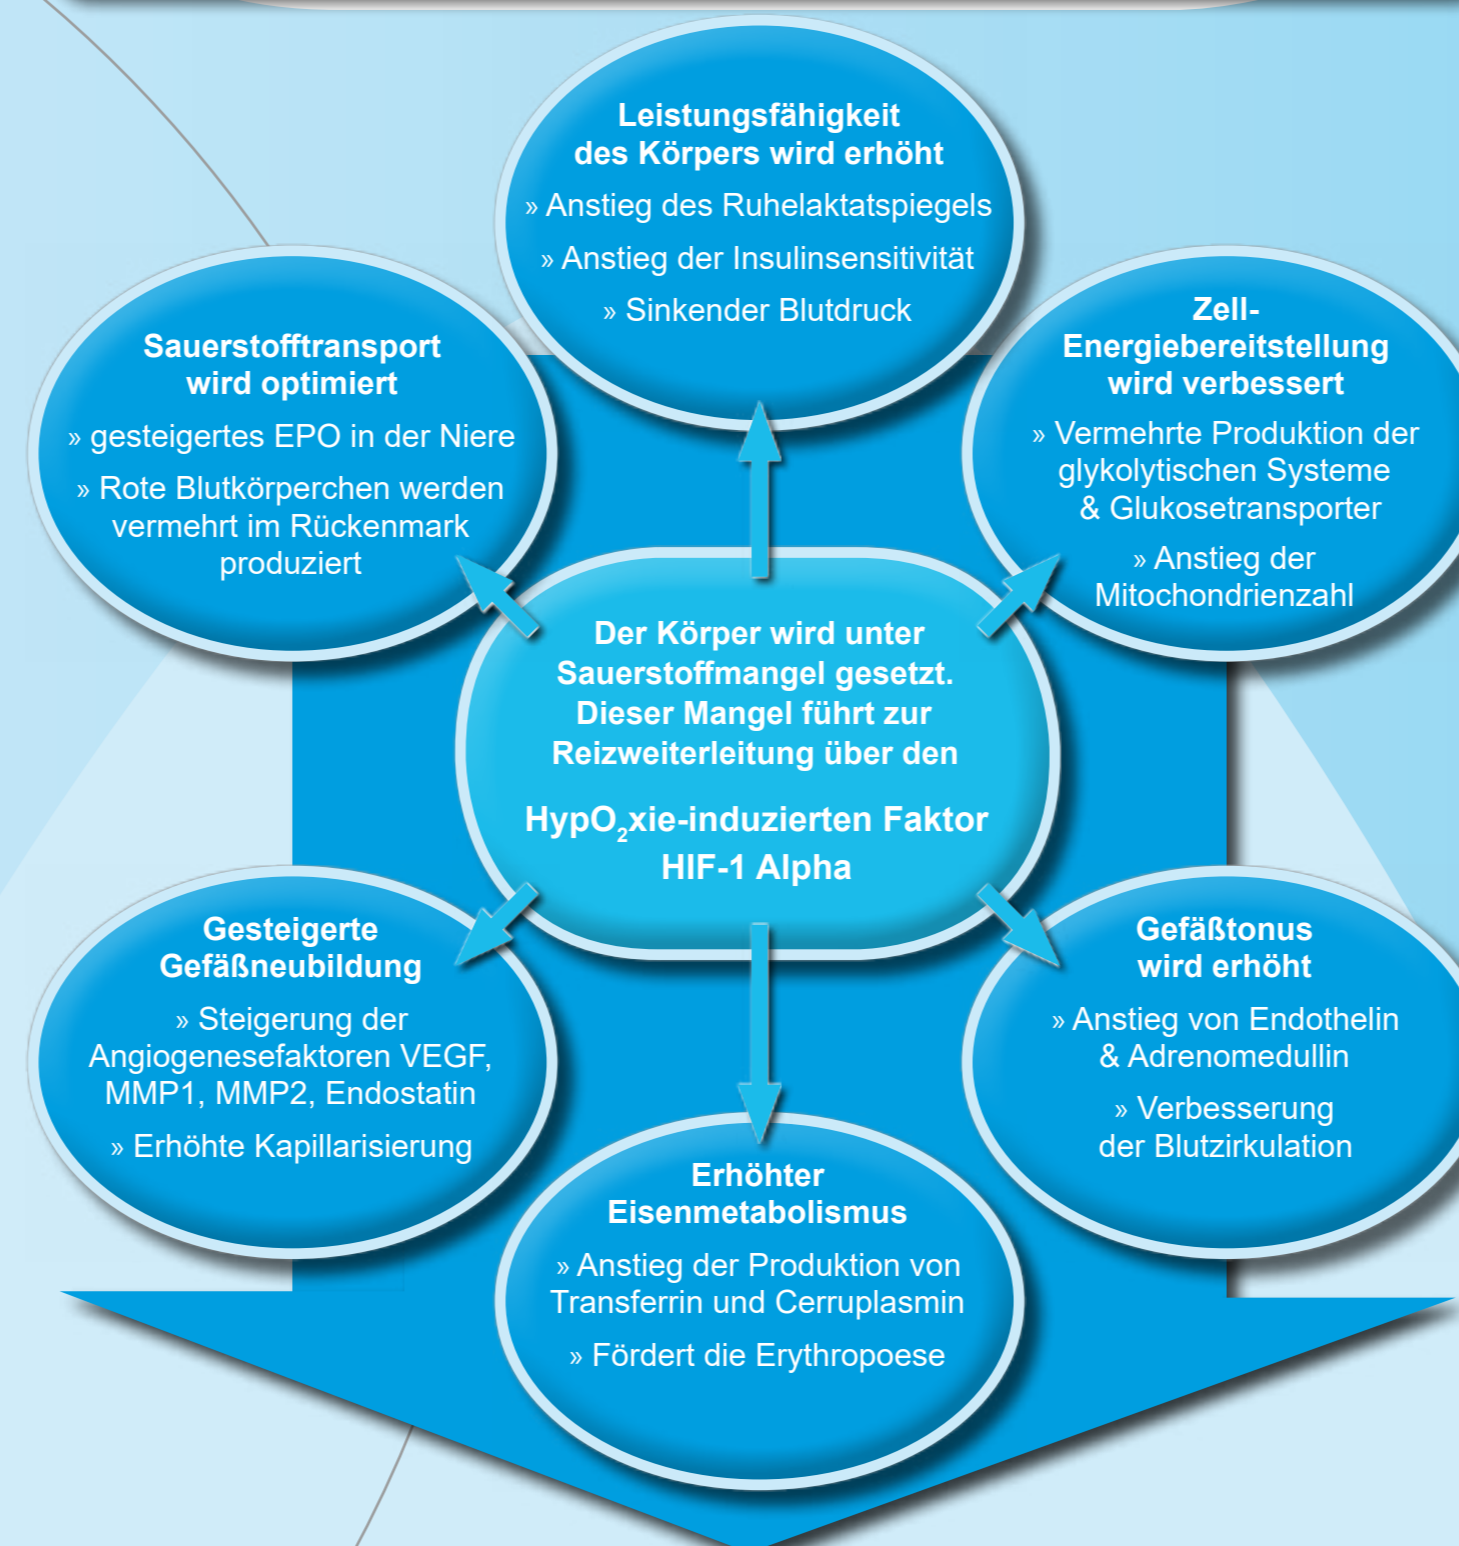 Leistungsfähigkeit
des Körpers wird erhöht
» Anstieg des Ruhelaktatspiegels
» Anstieg der Insulinsensitivität
» Sinkender Blutdruck
Sauerstofftransport
wird optimiert
» gesteigertes EPO in der Niere
» Rote Blutkörperchen werden
vermehrt im Rückenmark
produziert
Zell-
Energiebereitstellung
wird verbessert
» Vermehrte Produktion der
glykolytischen Systeme
& Glukosetransporter
» Anstieg der
Mitochondrienzahl
Der Körper wird unter
Sauerstoffmangel gesetzt.
Dieser Mangel führt zur
Reizweiterleitung über den
HypO₂xie-induzierten Faktor
HIF-1 Alpha
Gesteigerte
Gefäßneubildung
» Steigerung der
Angiogenesefaktoren VEGF,
MMP1, MMP2, Endostatin
» Erhöhte Kapillarisierung
Gefäßtonus
wird erhöht
» Anstieg von Endothelin
& Adrenomedullin
» Verbesserung
der Blutzirkulation
Erhöhter
Eisenmetabolismus
» Anstieg der Produktion von
Transferrin und Cerruplasmin
» Fördert die Erythropoese